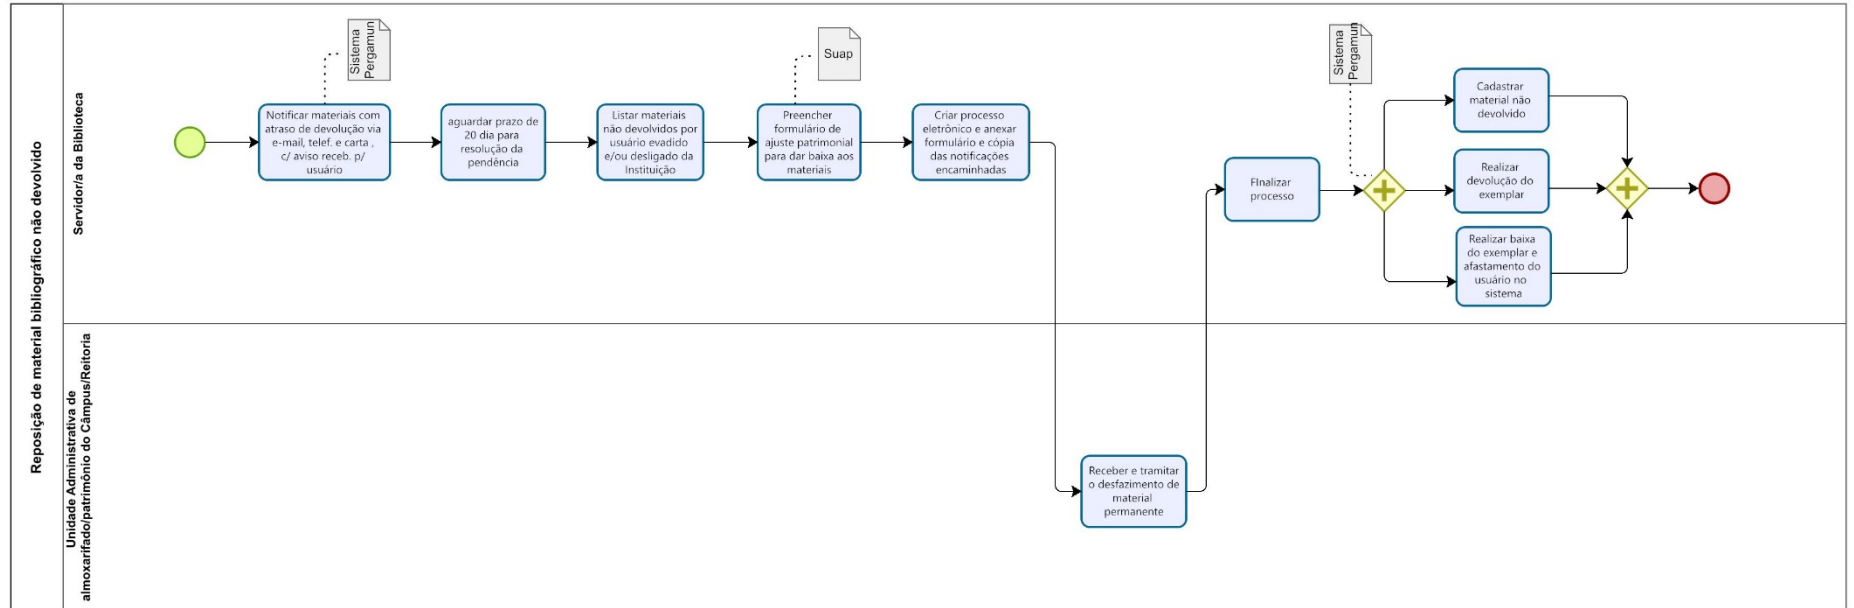 Reposição de material bibliográfico não devolvido
Servidor/a da Biblioteca
Sistema
Pergamun
Notificar materiais com
atraso de devolução via
e-mail, telef. e carta ,
c/ aviso receb. p/
usuário
aguardar prazo de
20 dia para
resolução da
pendência
Listar materiais
não devolvidos por
usuário evadido
e/ou desligado da
Instituição
Suap
Preencher
formulário de
ajuste patrimonial
para dar baixa aos
materiais
Criar processo
eletrônico e anexar
formulário e cópia
das notificações
encaminhadas
FInalizar
processo
Sistema
Pergamun
Cadastrar
material não
devolvido
Realizar
devolução do
exemplar
Realizar baixa
do exemplar e
afastamento do
usuário no
sistema
Unidade Administrativa de
almoxarifado/patrimônio do Câmpus/Reitoria
Receber e tramitar
o desfazimento de
material
permanente